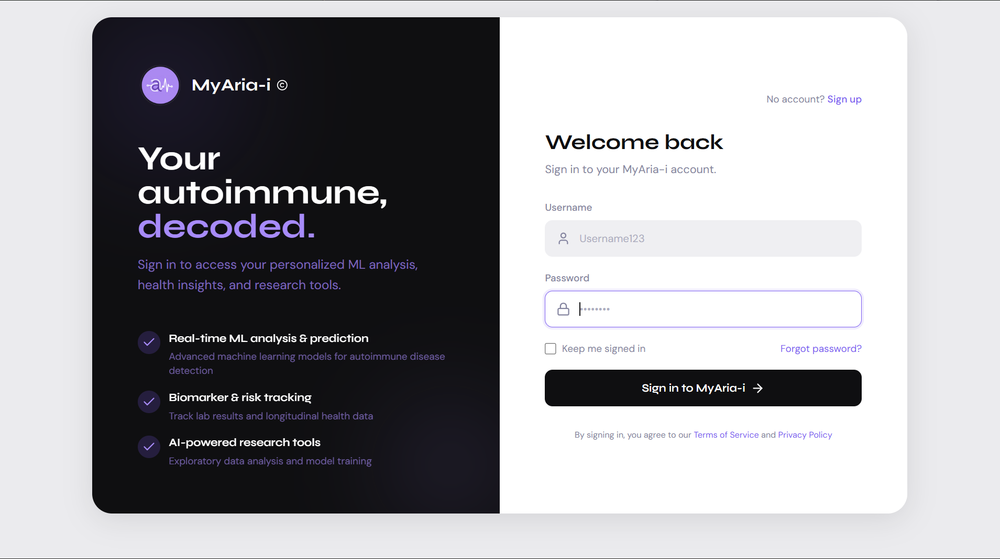 a
MyAria-i ©
Your
autoimmune,
decoded.
Sign in to access your personalized ML analysis,
health insights, and research tools.
Real-time ML analysis & prediction
Advanced machine learning models for autoimmune disease
detection
Biomarker & risk tracking
Track lab results and longitudinal health data
AI-powered research tools
Exploratory data analysis and model training
No account? Sign up
Welcome back
Sign in to your MyAria-i account.
Username
Username123
Password
••••••••
Keep me signed in
Forgot password?
Sign in to MyAria-i →
By signing in, you agree to our Terms of Service and Privacy Policy